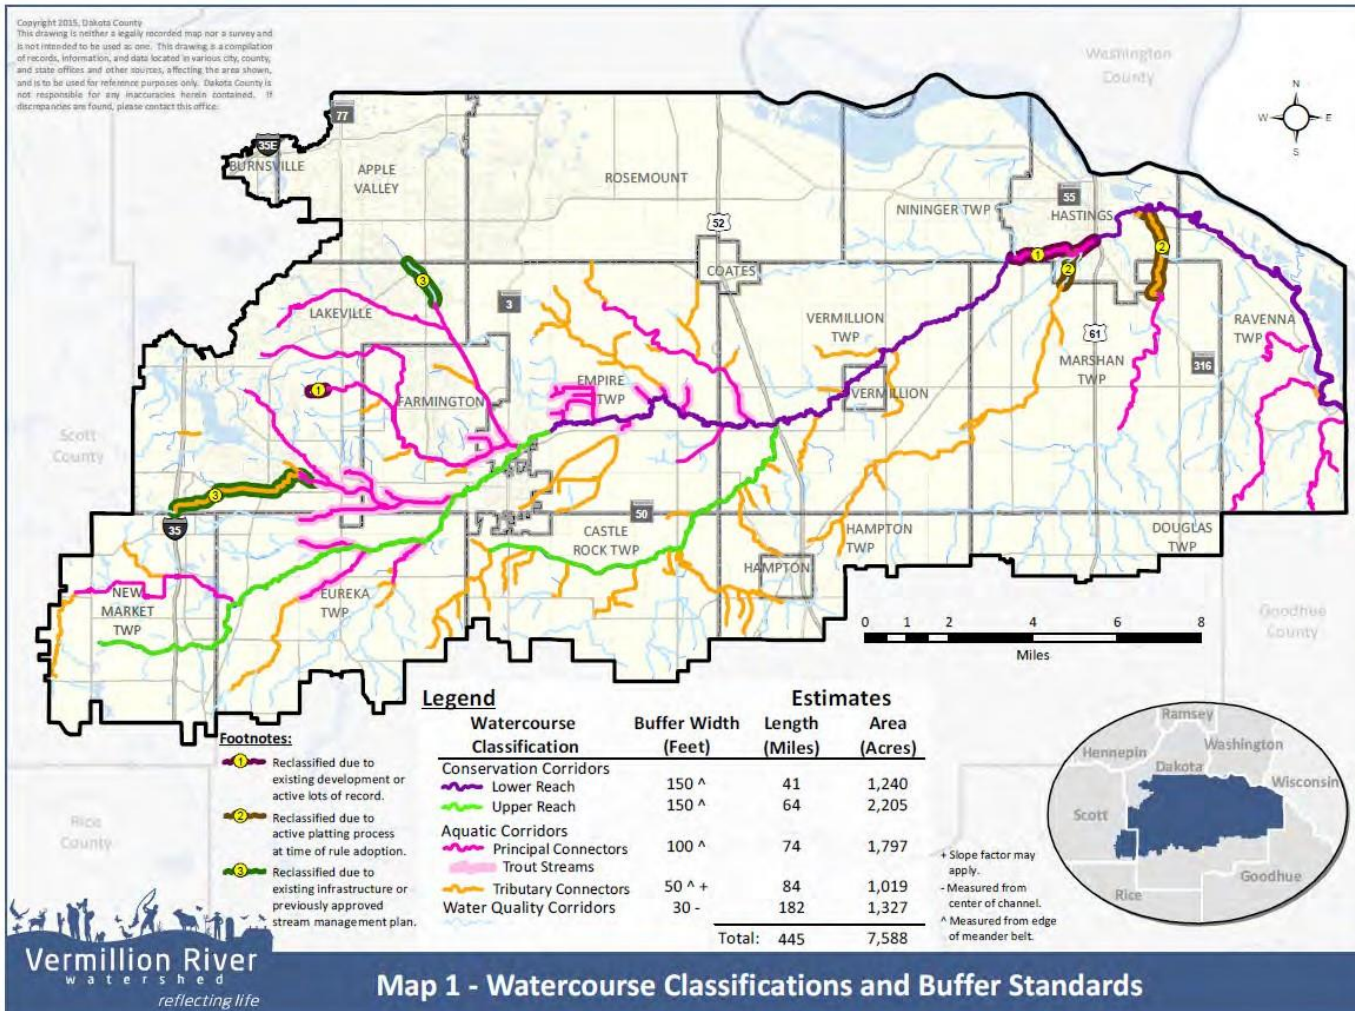 Copyright 2015, Dakota County
This drawing is neither a legally recorded map nor a survey and
is not intended to be used as one. This drawing is a compilation
of records, information, and data located in various city, county,
and state offices and other sources, affecting the area shown,
and is to be used for reference purposes only. Dakota County is
not responsible for any inaccuracies herein contained. If
discrepancies are found, please contact this office.
Washington
County
N
W E
S
77
35E
BURNSVILLE
APPLE
VALLEY
ROSEMOUNT
52
NININGER TWP
55
HASTINGS
1
2
2
COATES
3
3
LAKEVILLE
VERMILLION
TWP
61
MARSHAN
TWP
316
RAVENNA
TWP
1
FARMINGTON
EMPIRE
TWP
VERMILLION
Scott
County
3
35
50
CASTLE
ROCK TWP
HAMPTON
TWP
DOUGLAS
TWP
HAMPTON
NEW
MARKET
TWP
EUREKA
TWP
Goodhue
County
0 1 2 4 6 8
Miles
Rice
County
Legend
Estimates
Watercourse
Classification
Buffer Width
(Feet)
Length
(Miles)
Area
(Acres)
Conservation Corridors
Lower Reach 150 ^ 41 1,240
Upper Reach 150 ^ 64 2,205
Aquatic Corridors
Principal Connectors 100 ^ 74 1,797
Trout Streams
Tributary Connectors 50 ^ + 84 1,019
Water Quality Corridors 30 - 182 1,327
Total: 445 7,588
Footnotes:
1 Reclassified due to
existing development or
active lots of record.
2 Reclassified due to
active platting process
at time of rule adoption.
3 Reclassified due to
existing infrastructure or
previously approved
stream management plan.
+ Slope factor may
apply.
- Measured from
center of channel.
^ Measured from edge
of meander belt.
Ramsey
Hennepin
Washington
Dakota
Wisconsin
Scott
Goodhue
Rice
Vermillion River
watershed
reflecting life
Map 1 - Watercourse Classifications and Buffer Standards